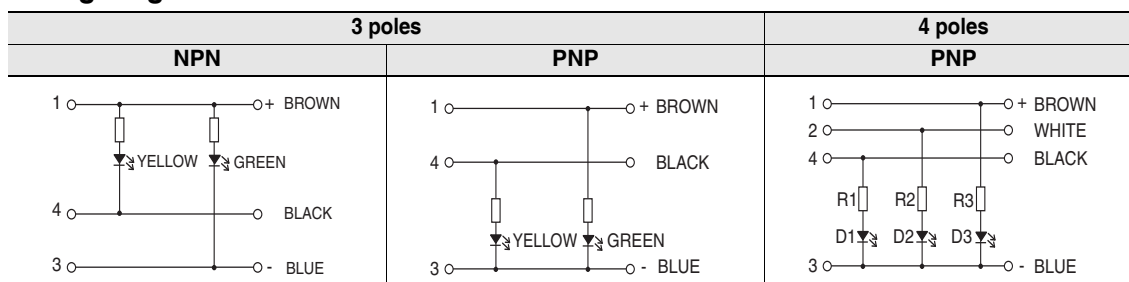 3 poles 4 poles
NPN PNP PNP
1 + BROWN
YELLOW GREEN
4 BLACK
3 - BLUE
1 + BROWN
4 BLACK
YELLOW GREEN
3 - BLUE
1 + BROWN
2 WHITE
4 BLACK
R1 R2 R3
D1 D2 D3
3 - BLUE